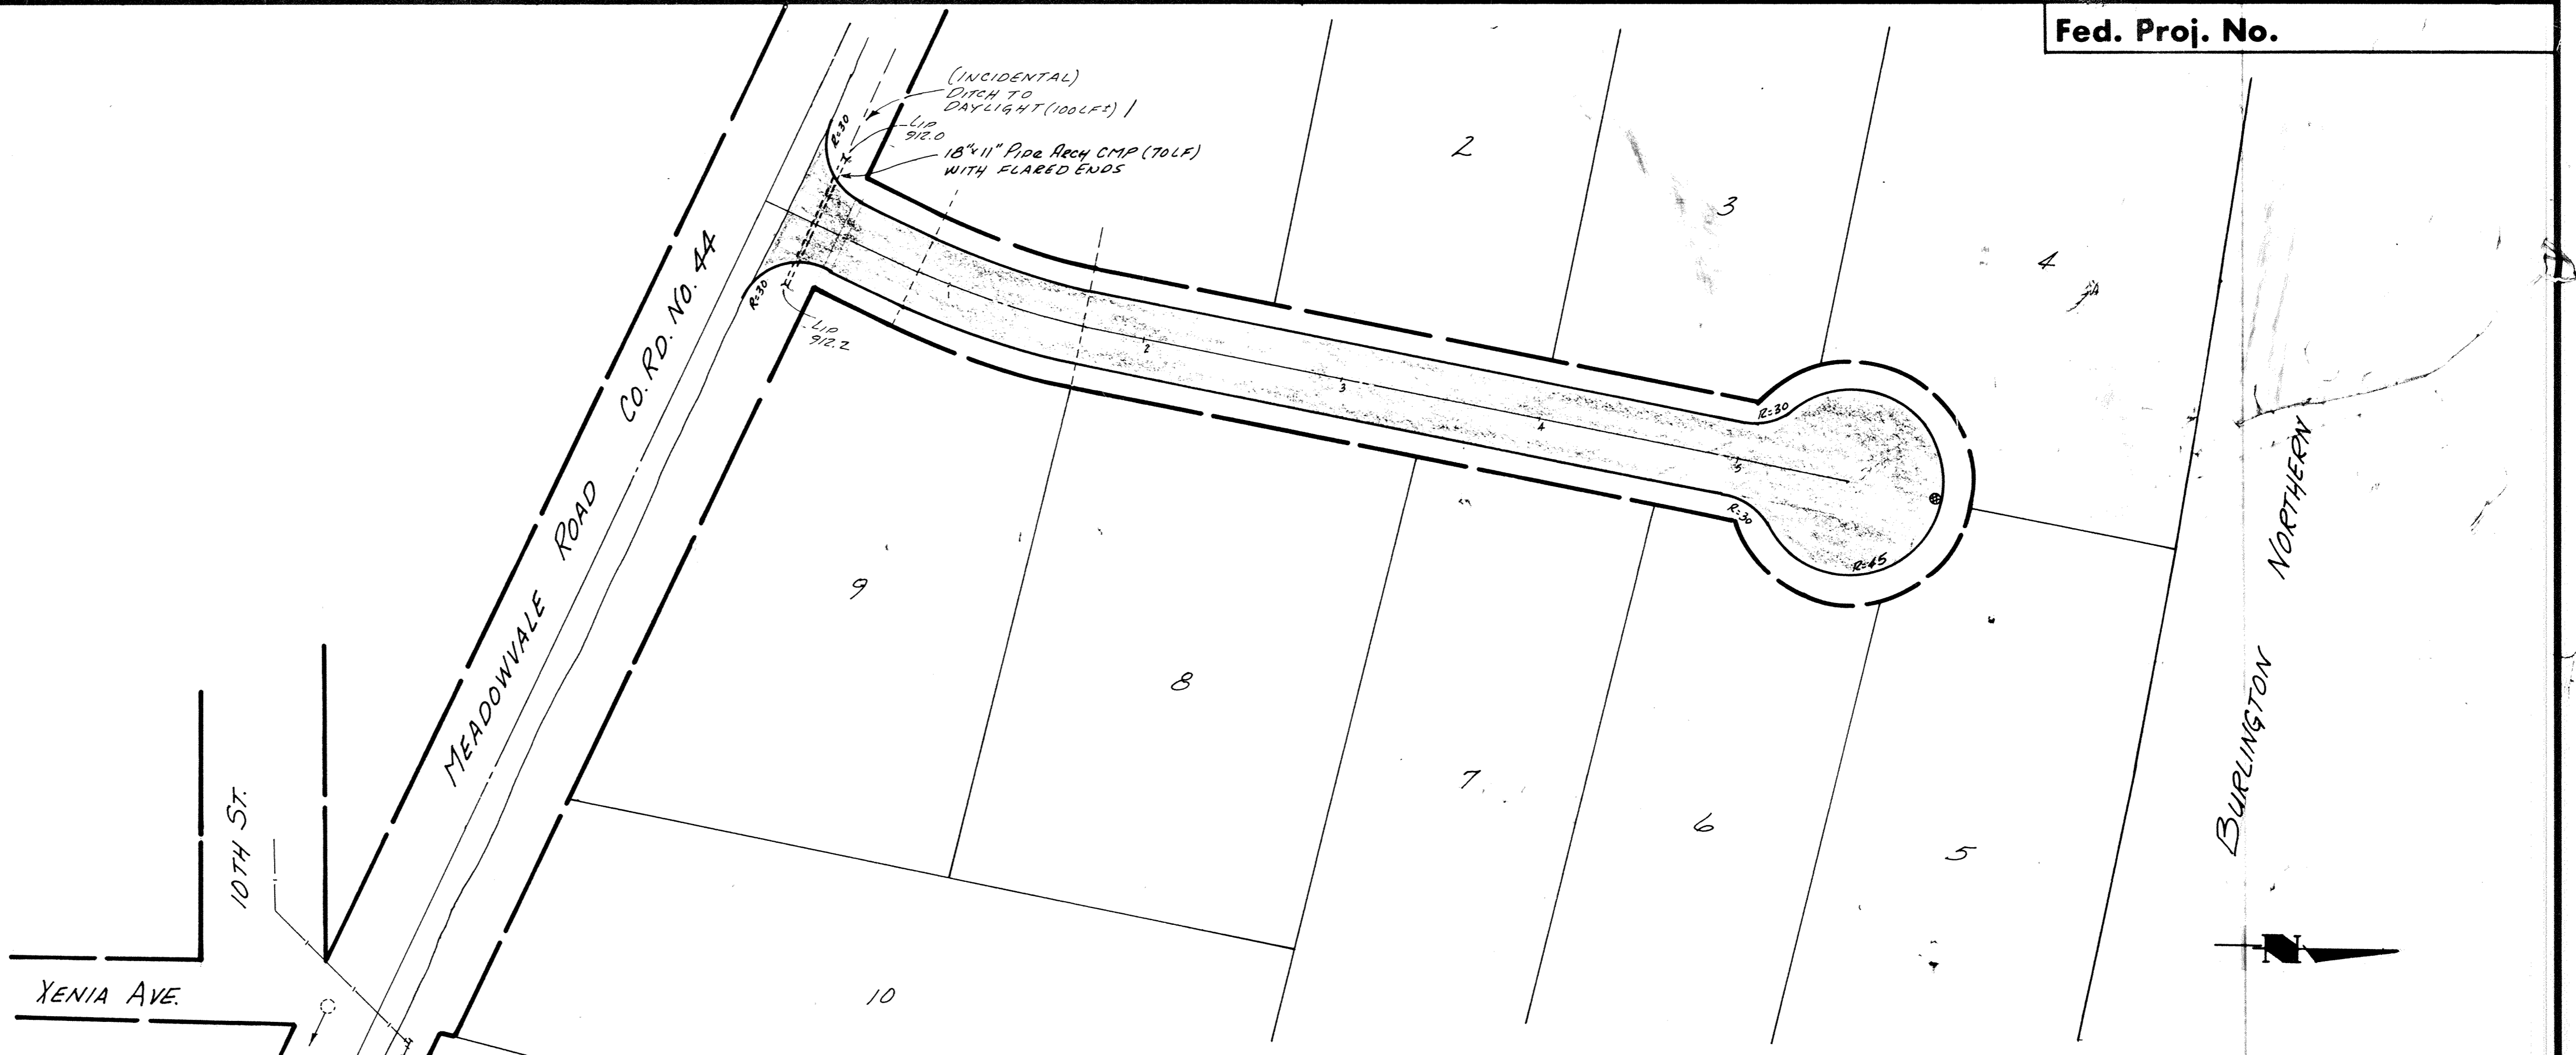 Fed. Proj. No.
(INCIDENTAL)
DITCH TO
DAYLIGHT (100LF±)
LIP
912.0
18"x11" PIPE ARCH CMP (70LF)
WITH FLARED ENDS
R=30
R=30
LIP
912.2
MEADOWVALE ROAD CO. RD. NO. 44
2
3
4
2
3
4
5
R=30
R=30
R=45
9
8
7
6
5
10
10TH ST.
XENIA AVE.
BURLINGTON NORTHERN
N